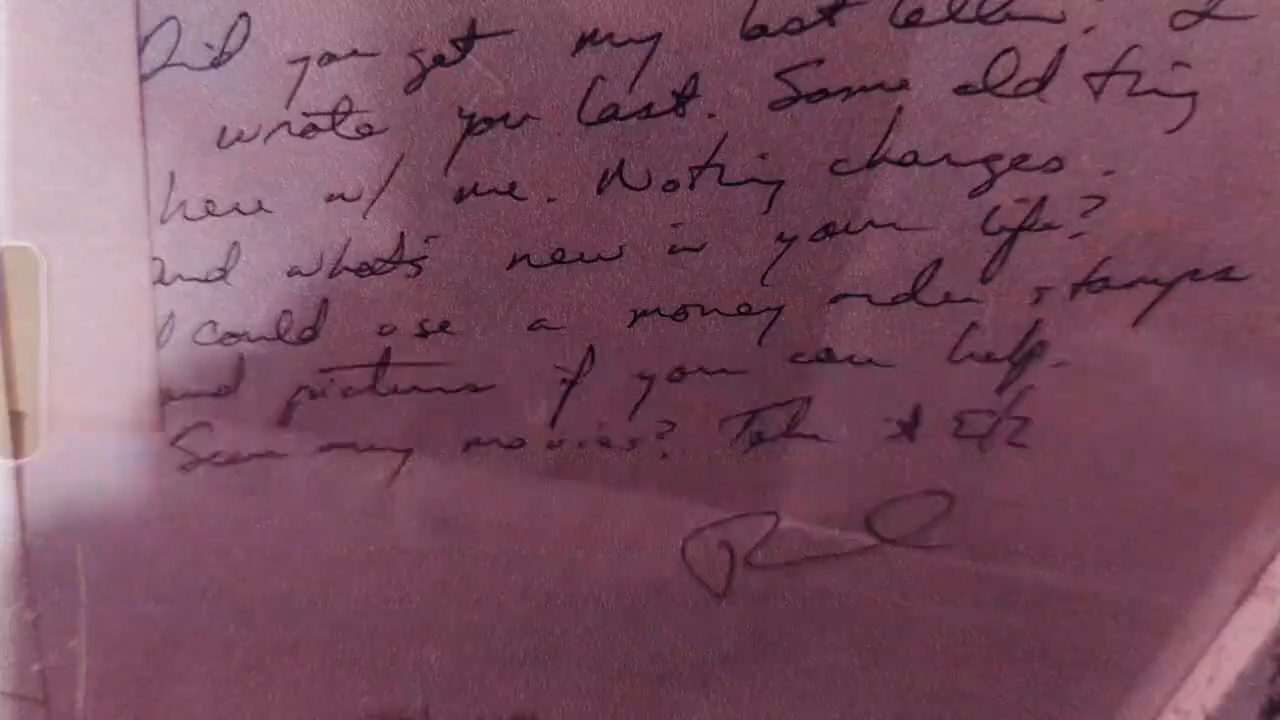 Did you get my last letter? I
wrote you last. Same old thing
here w/ me. Nothing changes.
and what's new in your life?
I could use a money order, stamps
and pictures if you can help.
Seen any movies? Take